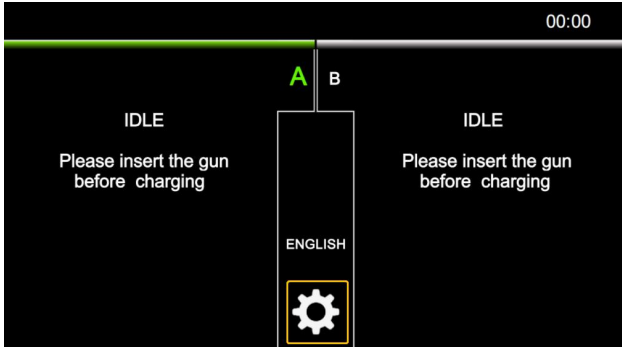 00:00
A B
IDLE
Please insert the gun
before charging
IDLE
Please insert the gun
before charging
ENGLISH